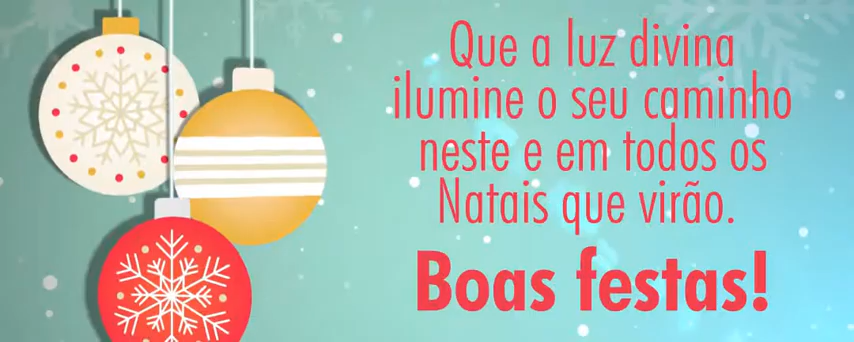 Que a luz divina
ilumine o seu caminho
neste e em todos os
Natais que virão.
Boas festas!